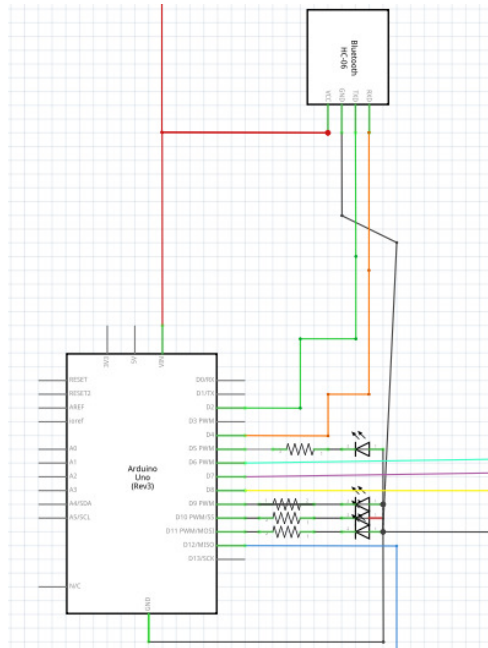 Bluetooth
HC-06
VCC
GND
TXD
RXD
3V3
5V
VIN
RESET
RESET2
AREF
ioref
A0
A1
A2
A3
A4/SDA
A5/SCL
N/C
Arduino
Uno
(Rev3)
D0/RX
D1/TX
D2
D3 PWM
D4
D5 PWM
D6 PWM
D7
D8
D9 PWM
D10 PWM/SS
D11 PWM/MOSI
D12/MISO
D13/SCK
GND